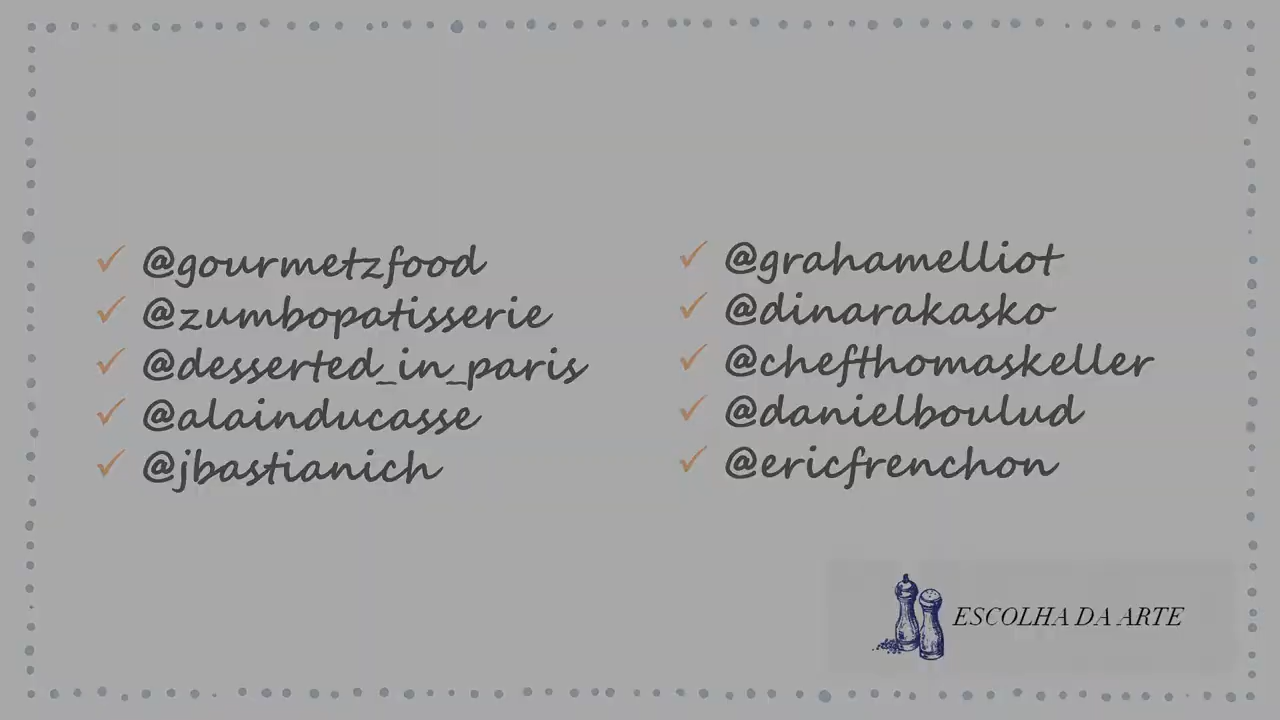 @gourmetzfood
@zumbopatisserie
@desserted_in_paris
@alainducasse
@jbastianich
@grahamelliot
@dinarakasko
@chefthomaskeller
@danielboulud
@ericfrenchon
ESCOLHA DA ARTE